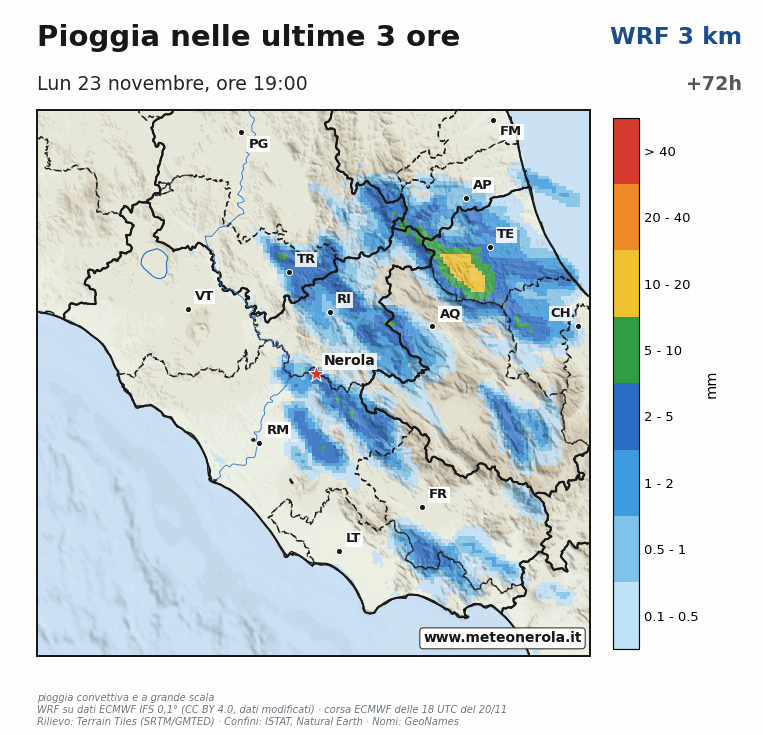 Pioggia nelle ultime 3 ore
WRF 3 km
Lun 23 novembre, ore 19:00
+72h
FM
PG
AP
TE
TR
RI
VT
AQ
CH
Nerola
RM
FR
LT
www.meteonerola.it
> 40
20 - 40
10 - 20
5 - 10
2 - 5
1 - 2
0.5 - 1
0.1 - 0.5
mm
pioggia convettiva e a grande scala
WRF su dati ECMWF IFS 0,1° (CC BY 4.0, dati modificati) · corsa ECMWF delle 18 UTC del 20/11
Rilievo: Terrain Tiles (SRTM/GMTED) · Confini: ISTAT, Natural Earth · Nomi: GeoNames